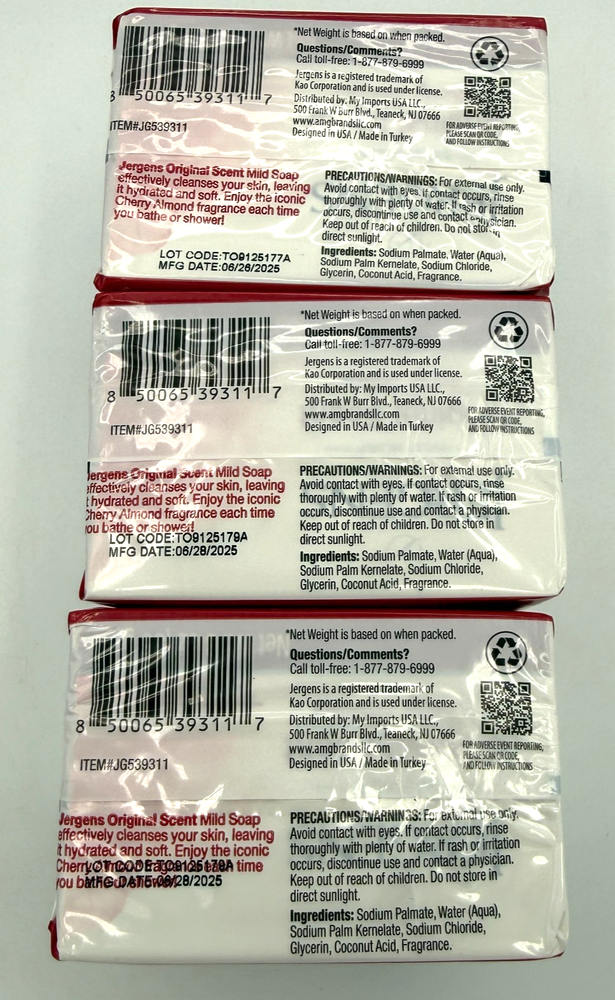 8 50065 39311 7
ITEM#JG539311
*Net Weight is based on when packed.
Questions/Comments?
Call toll-free: 1-877-879-6999
Jergens is a registered trademark of
Kao Corporation and is used under license.
Distributed by: My Imports USA LLC.,
500 Frank W Burr Blvd., Teaneck, NJ 07666
www.amgbrandsllc.com
Designed in USA / Made in Turkey
FOR ADVERSE EVENT REPORTING,
PLEASE SCAN QR CODE,
AND FOLLOW INSTRUCTIONS
Jergens Original Scent Mild Soap
effectively cleanses your skin, leaving
it hydrated and soft. Enjoy the iconic
Cherry Almond fragrance each time
you bathe or shower!
LOT CODE:TO9125177A
MFG DATE:06/26/2025
PRECAUTIONS/WARNINGS: For external use only.
Avoid contact with eyes. If contact occurs, rinse
thoroughly with plenty of water. If rash or irritation
occurs, discontinue use and contact a physician.
Keep out of reach of children. Do not store in
direct sunlight.
Ingredients: Sodium Palmate, Water (Aqua),
Sodium Palm Kernelate, Sodium Chloride,
Glycerin, Coconut Acid, Fragrance.
8 50065 39311 7
ITEM#JG539311
*Net Weight is based on when packed.
Questions/Comments?
Call toll-free: 1-877-879-6999
Jergens is a registered trademark of
Kao Corporation and is used under license.
Distributed by: My Imports USA LLC.,
500 Frank W Burr Blvd., Teaneck, NJ 07666
www.amgbrandsllc.com
Designed in USA / Made in Turkey
FOR ADVERSE EVENT REPORTING,
PLEASE SCAN QR CODE,
AND FOLLOW INSTRUCTIONS
Jergens Original Scent Mild Soap
effectively cleanses your skin, leaving
it hydrated and soft. Enjoy the iconic
Cherry Almond fragrance each time
you bathe or shower!
LOT CODE:TO9125179A
MFG DATE:06/28/2025
PRECAUTIONS/WARNINGS: For external use only.
Avoid contact with eyes. If contact occurs, rinse
thoroughly with plenty of water. If rash or irritation
occurs, discontinue use and contact a physician.
Keep out of reach of children. Do not store in
direct sunlight.
Ingredients: Sodium Palmate, Water (Aqua),
Sodium Palm Kernelate, Sodium Chloride,
Glycerin, Coconut Acid, Fragrance.
8 50065 39311 7
ITEM#JG539311
*Net Weight is based on when packed.
Questions/Comments?
Call toll-free: 1-877-879-6999
Jergens is a registered trademark of
Kao Corporation and is used under license.
Distributed by: My Imports USA LLC.,
500 Frank W Burr Blvd., Teaneck, NJ 07666
www.amgbrandsllc.com
Designed in USA / Made in Turkey
FOR ADVERSE EVENT REPORTING,
PLEASE SCAN QR CODE,
AND FOLLOW INSTRUCTIONS
Jergens Original Scent Mild Soap
effectively cleanses your skin, leaving
it hydrated and soft. Enjoy the iconic
Cherry Almond fragrance each time
you bathe or shower!
LOT CODE:TO9125179A
MFG DATE:06/28/2025
PRECAUTIONS/WARNINGS: For external use only.
Avoid contact with eyes. If contact occurs, rinse
thoroughly with plenty of water. If rash or irritation
occurs, discontinue use and contact a physician.
Keep out of reach of children. Do not store in
direct sunlight.
Ingredients: Sodium Palmate, Water (Aqua),
Sodium Palm Kernelate, Sodium Chloride,
Glycerin, Coconut Acid, Fragrance.